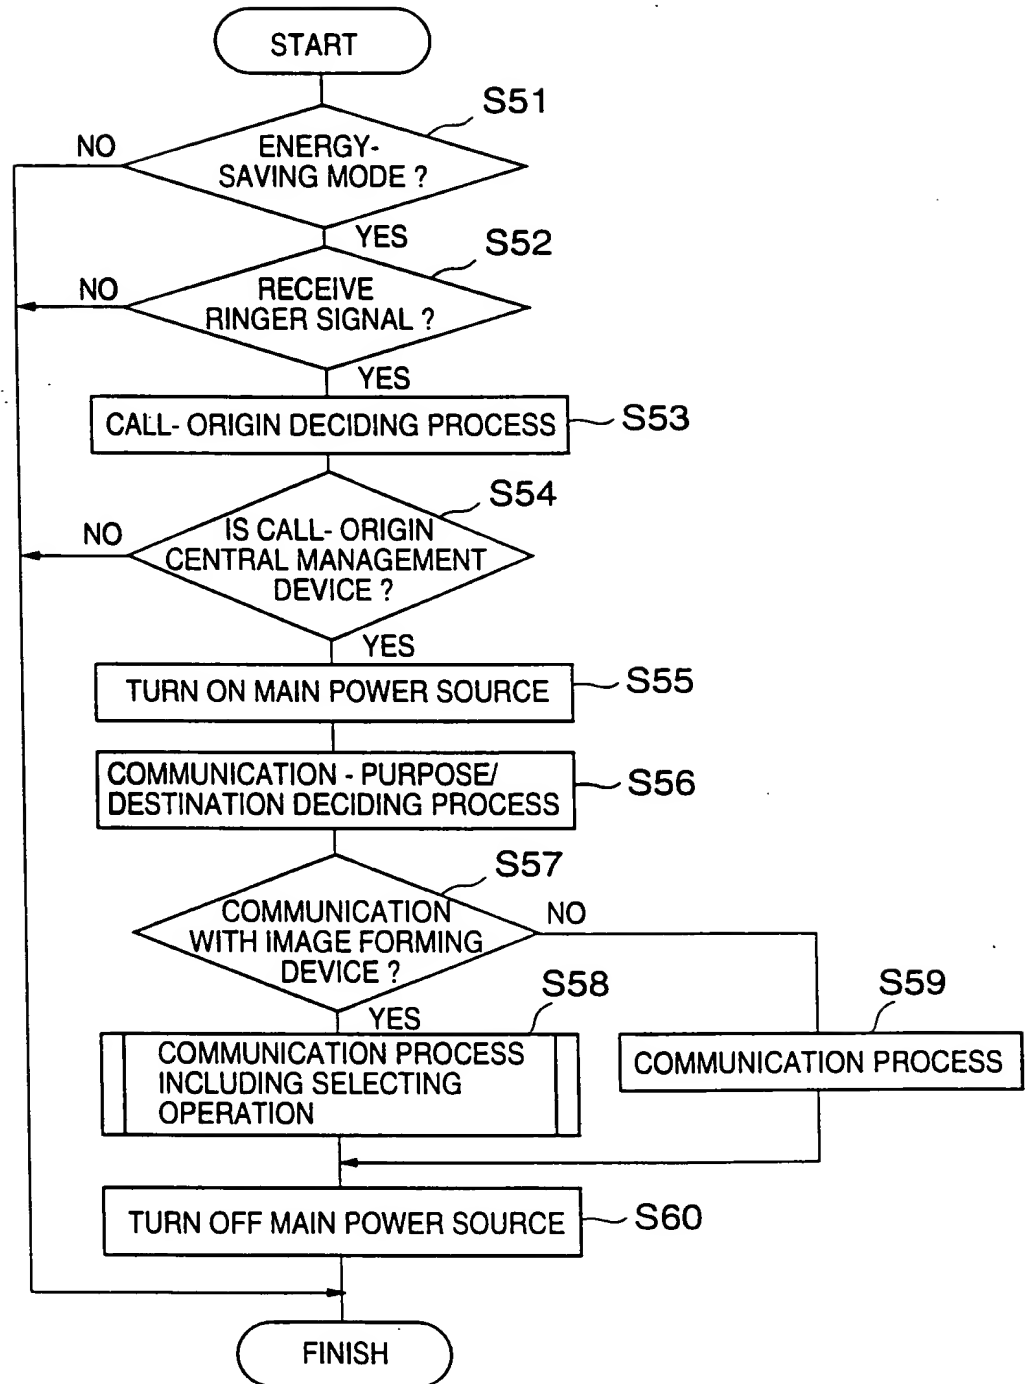 START
S51
NO
ENERGY-
SAVING MODE ?
YES
S52
NO
RECEIVE
RINGER SIGNAL ?
YES
CALL- ORIGIN DECIDING PROCESS
S53
S54
NO
IS CALL- ORIGIN
CENTRAL MANAGEMENT
DEVICE ?
YES
TURN ON MAIN POWER SOURCE
S55
COMMUNICATION - PURPOSE/
DESTINATION DECIDING PROCESS
S56
S57
COMMUNICATION
WITH IMAGE FORMING
DEVICE ?
NO
YES
S58
COMMUNICATION PROCESS
INCLUDING SELECTING
OPERATION
S59
COMMUNICATION PROCESS
TURN OFF MAIN POWER SOURCE
S60
FINISH